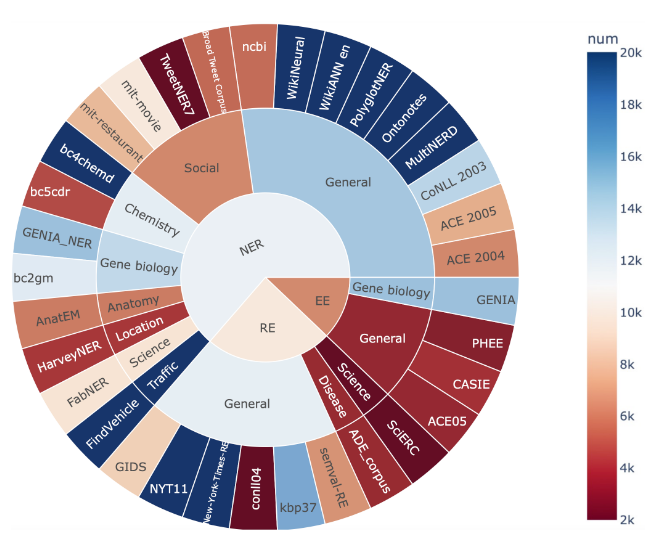 num
20k
18k
16k
14k
12k
10k
8k
6k
4k
2k
NER
RE
EE
General
Social
Chemistry
Gene biology
Anatomy
Location
Science
Traffic
General
Disease
Science
General
Gene biology
ncbi
WikiNeural
WikiANN en
PolyglotNER
Ontonotes
MultiNERD
CoNLL 2003
ACE 2005
ACE 2004
Broad Tweet Corpus
TweetNER7
mit-movie
mit-restaurant
bc4chemd
bc5cdr
GENIA_NER
bc2gm
AnatEM
HarveyNER
FabNER
FindVehicle
GIDS
NYT11
New-York-Times-RE
conll04
kbp37
semval-RE
ADE_corpus
SciERC
ACE05
CASIE
PHEE
GENIA